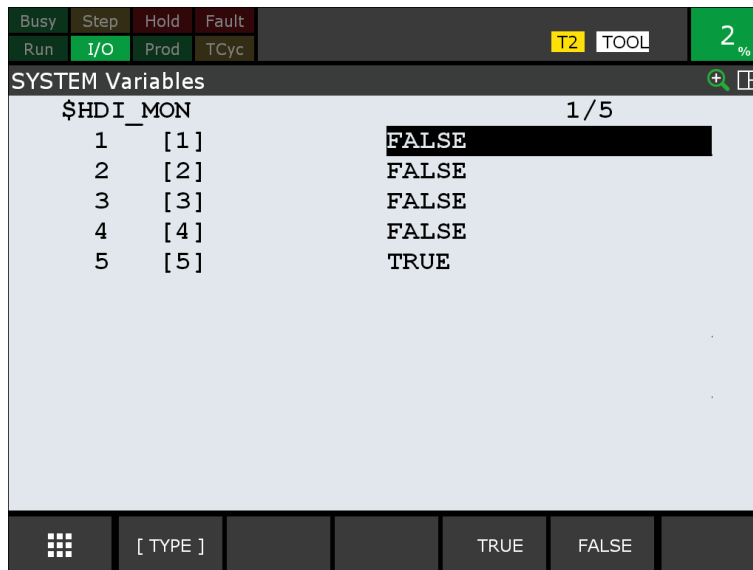 Busy Step Hold Fault
Run I/O Prod TCyc T2 TOOL 2%
SYSTEM Variables
$HDI_MON 1/5
1 [1] FALSE
2 [2] FALSE
3 [3] FALSE
4 [4] FALSE
5 [5] TRUE
[ TYPE ] TRUE FALSE